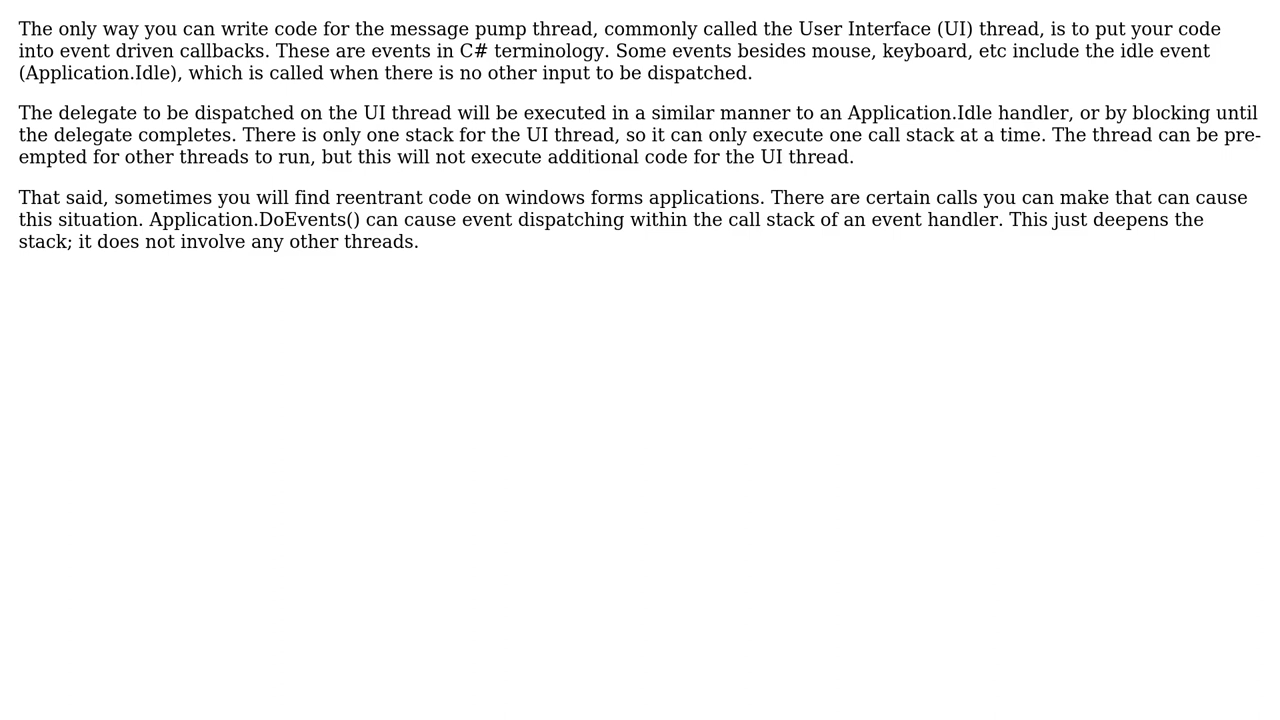 The only way you can write code for the message pump thread, commonly called the User Interface (UI) thread, is to put your code
into event driven callbacks. These are events in C# terminology. Some events besides mouse, keyboard, etc include the idle event
(Application.Idle), which is called when there is no other input to be dispatched.
The delegate to be dispatched on the UI thread will be executed in a similar manner to an Application.Idle handler, or by blocking until
the delegate completes. There is only one stack for the UI thread, so it can only execute one call stack at a time. The thread can be pre-
empted for other threads to run, but this will not execute additional code for the UI thread.
That said, sometimes you will find reentrant code on windows forms applications. There are certain calls you can make that can cause
this situation. Application.DoEvents() can cause event dispatching within the call stack of an event handler. This just deepens the
stack; it does not involve any other threads.